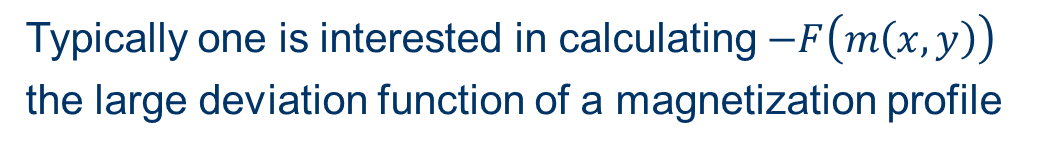 Typically one is interested in calculating −F(m(x, y))
the large deviation function of a magnetization profile